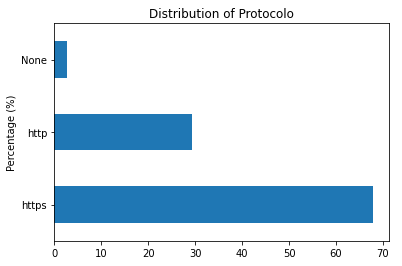 Distribution of Protocolo
Percentage (%)
None
http
https
0 10 20 30 40 50 60 70